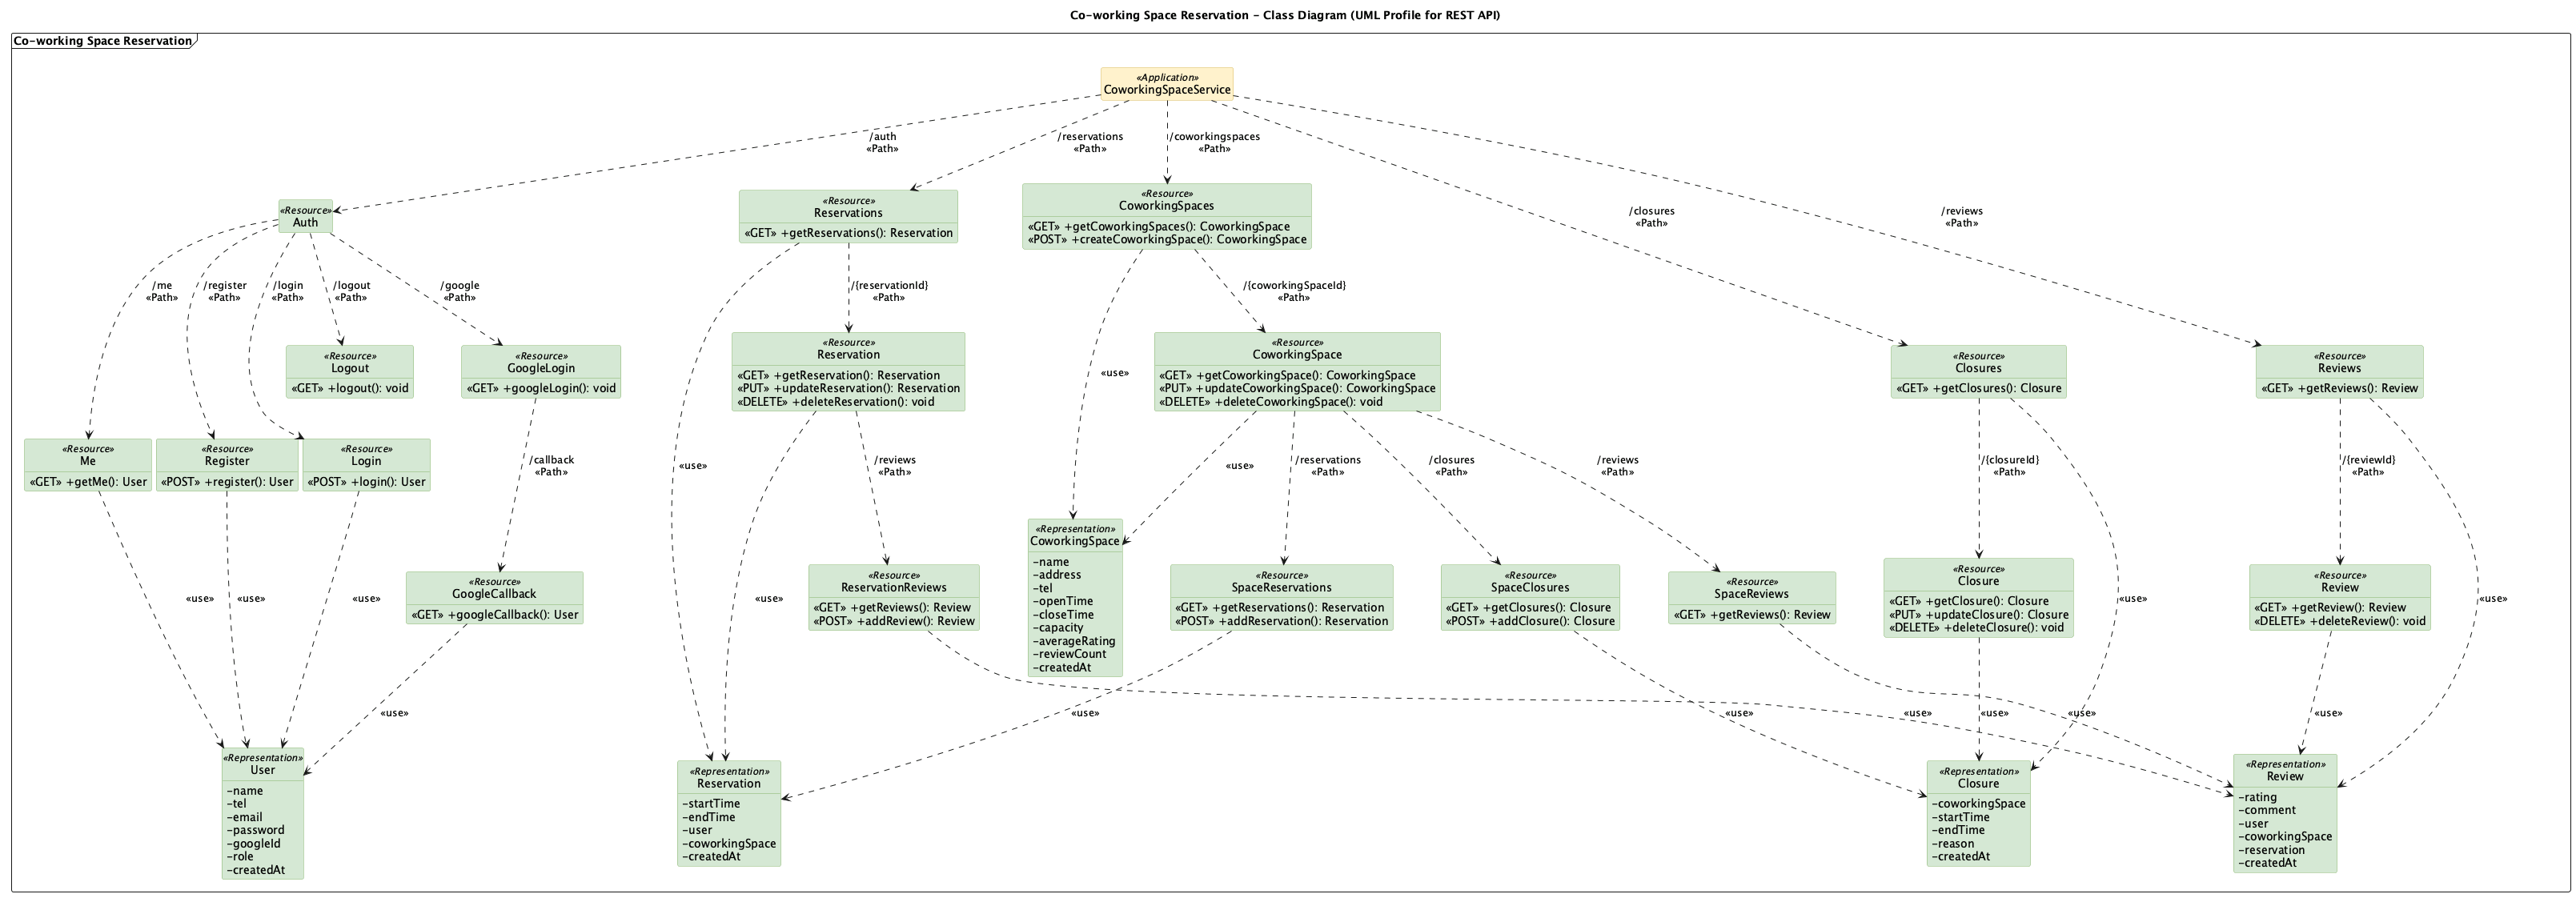 Co-working Space Reservation - Class Diagram (UML Profile for REST API)
Co-working Space Reservation
«Application»
CoworkingSpaceService
/auth
«Path»
/reservations
«Path»
/coworkingspaces
«Path»
/closures
«Path»
/reviews
«Path»
«Resource»
Auth
«Resource»
Reservations
«GET» +getReservations(): Reservation
«Resource»
CoworkingSpaces
«GET» +getCoworkingSpaces(): CoworkingSpace
«POST» +createCoworkingSpace(): CoworkingSpace
/me
«Path»
/register
«Path»
/login
«Path»
/logout
«Path»
/google
«Path»
/{reservationId}
«Path»
/{coworkingSpaceId}
«Path»
«Resource»
Logout
«GET» +logout(): void
«Resource»
GoogleLogin
«GET» +googleLogin(): void
«Resource»
Reservation
«GET» +getReservation(): Reservation
«PUT» +updateReservation(): Reservation
«DELETE» +deleteReservation(): void
«use»
«Resource»
CoworkingSpace
«GET» +getCoworkingSpace(): CoworkingSpace
«PUT» +updateCoworkingSpace(): CoworkingSpace
«DELETE» +deleteCoworkingSpace(): void
«Resource»
Closures
«GET» +getClosures(): Closure
«Resource»
Reviews
«GET» +getReviews(): Review
«Resource»
Me
«GET» +getMe(): User
«Resource»
Register
«POST» +register(): User
«Resource»
Login
«POST» +login(): User
/callback
«Path»
«use»
/reviews
«Path»
«use»
/reservations
«Path»
/closures
«Path»
/reviews
«Path»
/{closureId}
«Path»
/{reviewId}
«Path»
«use»
«use»
«use»
«Resource»
GoogleCallback
«GET» +googleCallback(): User
«use»
«Resource»
ReservationReviews
«GET» +getReviews(): Review
«POST» +addReview(): Review
«Representation»
CoworkingSpace
-name
-address
-tel
-openTime
-closeTime
-capacity
-averageRating
-reviewCount
-createdAt
«Resource»
SpaceReservations
«GET» +getReservations(): Reservation
«POST» +addReservation(): Reservation
«Resource»
SpaceClosures
«GET» +getClosures(): Closure
«POST» +addClosure(): Closure
«Resource»
SpaceReviews
«GET» +getReviews(): Review
«Resource»
Closure
«GET» +getClosure(): Closure
«PUT» +updateClosure(): Closure
«DELETE» +deleteClosure(): void
«use»
«Resource»
Review
«GET» +getReview(): Review
«DELETE» +deleteReview(): void
«use»
«use»
«use»
«use»
«use»
«use»
«use»
«use»
«Representation»
User
-name
-tel
-email
-password
-googleId
-role
-createdAt
«Representation»
Reservation
-startTime
-endTime
-user
-coworkingSpace
-createdAt
«Representation»
Closure
-coworkingSpace
-startTime
-endTime
-reason
-createdAt
«Representation»
Review
-rating
-comment
-user
-coworkingSpace
-reservation
-createdAt